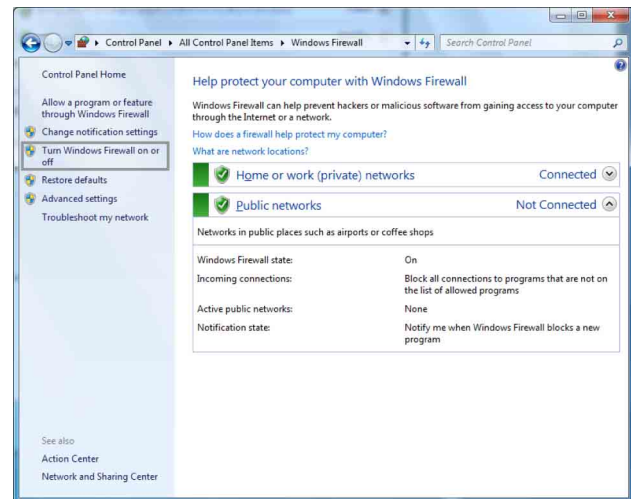 Control Panel ▸ All Control Panel Items ▸ Windows Firewall
Search Control Panel
Control Panel Home
Allow a program or feature
through Windows Firewall
Change notification settings
Turn Windows Firewall on or
off
Restore defaults
Advanced settings
Troubleshoot my network
See also
Action Center
Network and Sharing Center
Help protect your computer with Windows Firewall
Windows Firewall can help prevent hackers or malicious software from gaining access to your computer
through the Internet or a network.
How does a firewall help protect my computer?
What are network locations?
Home or work (private) networks Connected
Public networks Not Connected
Networks in public places such as airports or coffee shops
Windows Firewall state: On
Incoming connections: Block all connections to programs that are not on
the list of allowed programs
Active public networks: None
Notification state: Notify me when Windows Firewall blocks a new
program